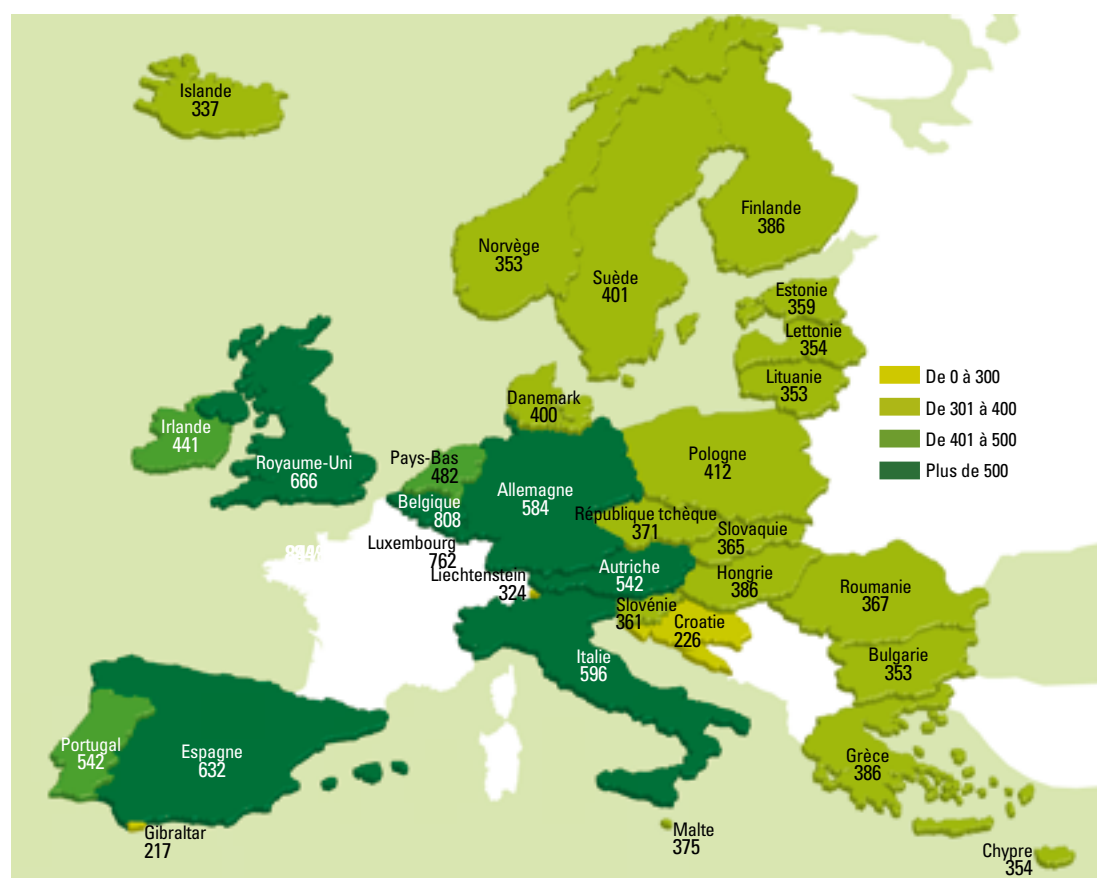 Islande
337
Finlande
386
Norvège
353
Suède
401
Estonie
359
Lettonie
354
Lituanie
353
De 0 à 300
De 301 à 400
De 401 à 500
Plus de 500
Danemark
400
Irlande
441
Royaume-Uni
666
Pays-Bas
482
Belgique
808
Allemagne
584
Pologne
412
République tchèque
371
Slovaquie
365
Luxembourg
762
Liechtenstein
324
Autriche
542
Hongrie
386
Roumanie
367
Slovénie
361
Croatie
226
Italie
596
Bulgarie
353
Portugal
542
Espagne
632
Grèce
386
Gibraltar
217
Malte
375
Chypre
354